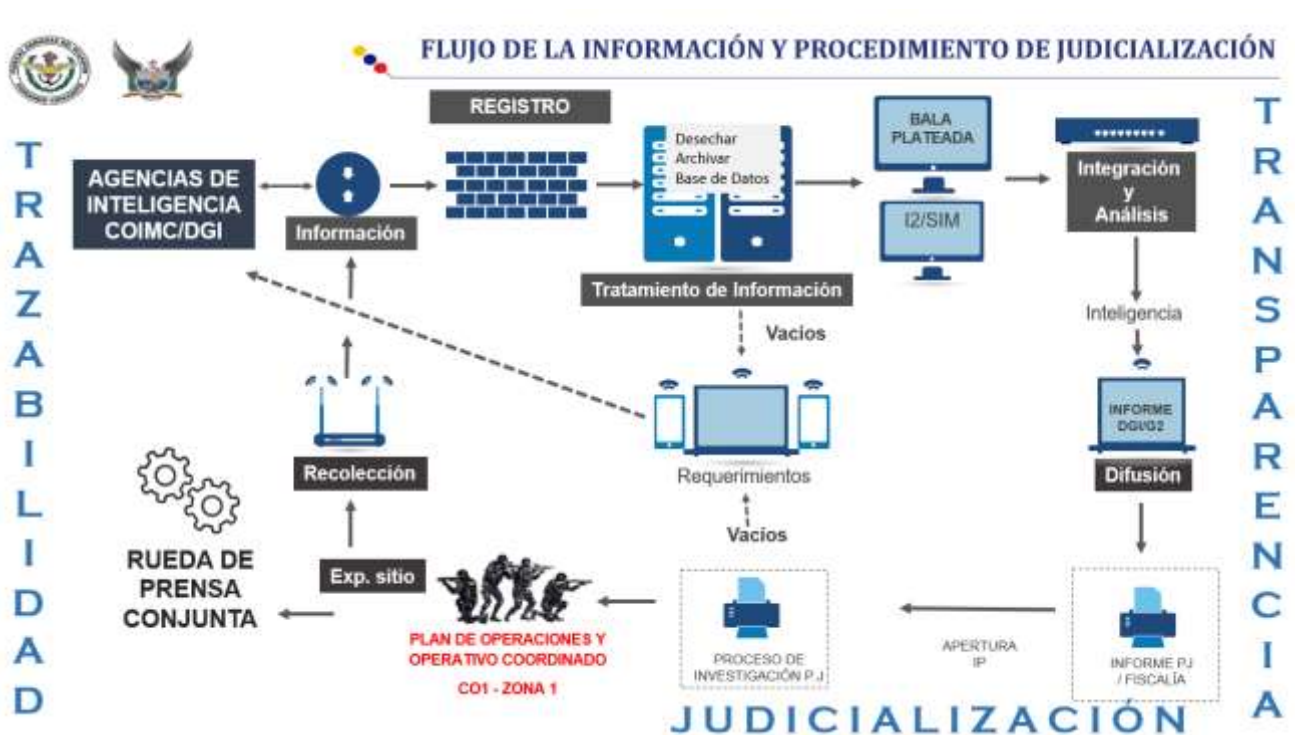 FLUJO DE LA INFORMACIÓN Y PROCEDIMIENTO DE JUDICIALIZACIÓN
TRAZABILIDAD
AGENCIAS DE
INTELIGENCIA
COIMC/DGI
Información
REGISTRO
Desechar
Archivar
Base de Datos
Tratamiento de Información
BALA
PLATEADA
I2/SIM
Integración
y
Análisis
Inteligencia
INFORME
DGI/G2
Difusión
Vacios
Requerimientos
Vacios
Recolección
Exp. sitio
RUEDA DE
PRENSA
CONJUNTA
PLAN DE OPERACIONES Y
OPERATIVO COORDINADO
CO1 - ZONA 1
PROCESO DE
INVESTIGACIÓN P.J
APERTURA
IP
INFORME PJ
/ FISCALÍA
JUDICIALIZACIÓN
TRANSPARENCIA